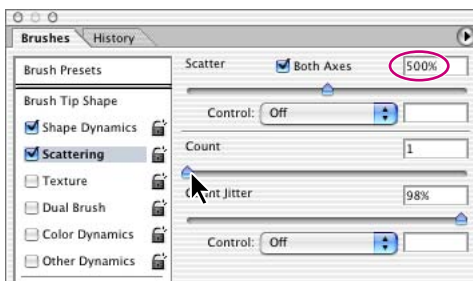 Brushes History
Brush Presets
Brush Tip Shape
Shape Dynamics
Scattering
Texture
Dual Brush
Color Dynamics
Other Dynamics
Scatter Both Axes 500%
Control: Off
Count 1
Jitter 98%
Control: Off